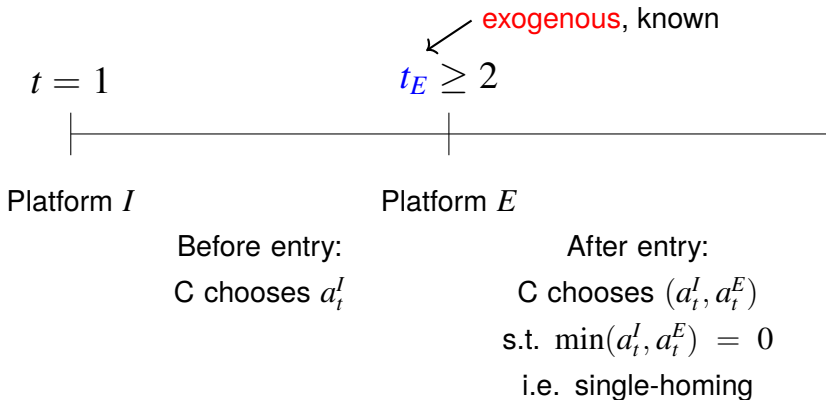 exogenous, known
t = 1
t_E ≥ 2
Platform I
Platform E
Before entry:
C chooses a_t^I
After entry:
C chooses (a_t^I, a_t^E)
s.t. min(a_t^I, a_t^E) = 0
i.e. single-homing